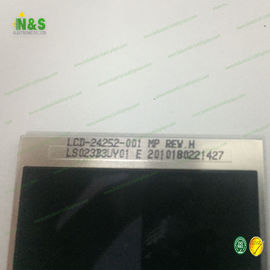 N&S
LCD-24252-001 MP REV.H
LS023B3UY01 E 2010180221427